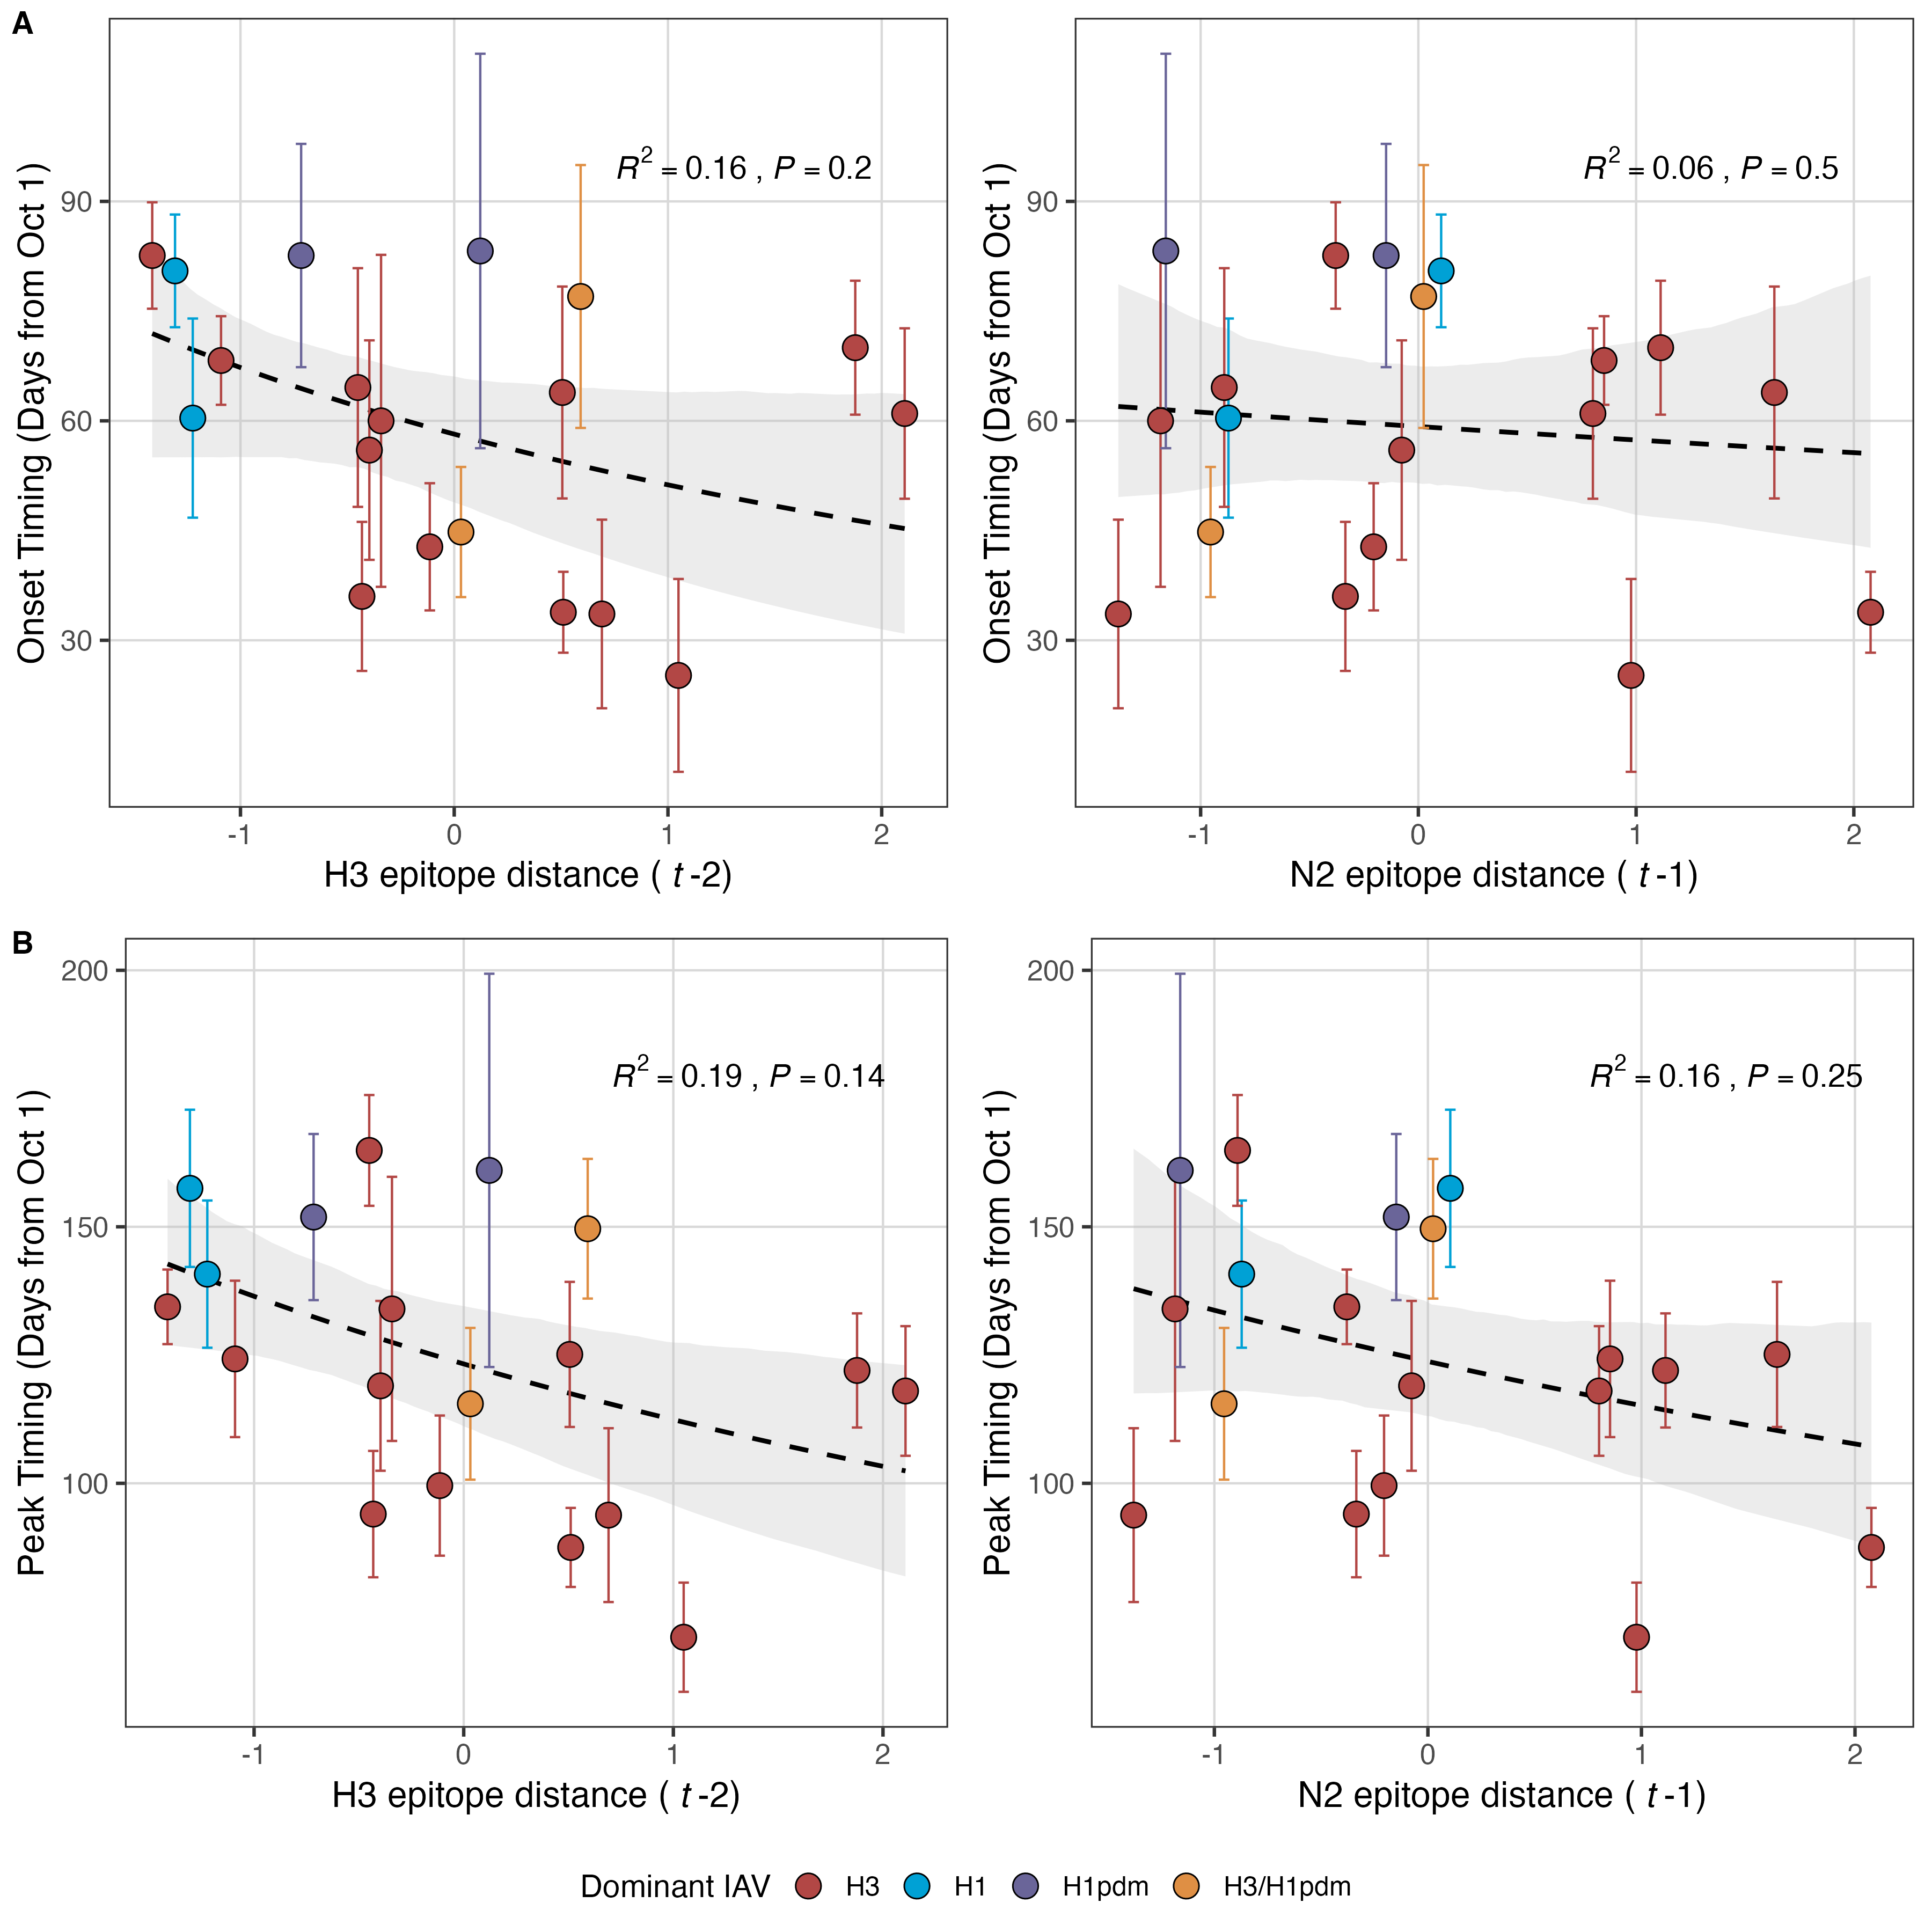 A
Onset Timing (Days from Oct 1)
90
60
30
R² = 0.16 , P = 0.2
-1 0 1 2
H3 epitope distance ( t -2)
Onset Timing (Days from Oct 1)
90
60
30
R² = 0.06 , P = 0.5
-1 0 1 2
N2 epitope distance ( t -1)
B
Peak Timing (Days from Oct 1)
200
150
100
R² = 0.19 , P = 0.14
-1 0 1 2
H3 epitope distance ( t -2)
Peak Timing (Days from Oct 1)
200
150
100
R² = 0.16 , P = 0.25
-1 0 1 2
N2 epitope distance ( t -1)
Dominant IAV H3 H1 H1pdm H3/H1pdm